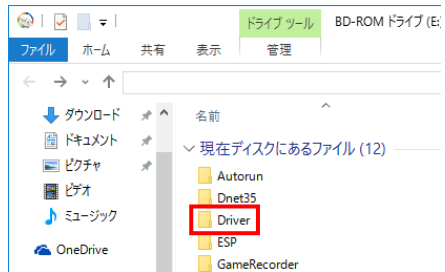 ドライブ ツール
BD-ROM ドライブ (E:)
ファイル
ホーム
共有
表示
管理
ダウンロード
ドキュメント
ピクチャ
ビデオ
ミュージック
OneDrive
名前
現在ディスクにあるファイル (12)
Autorun
Dnet35
Driver
ESP
GameRecorder